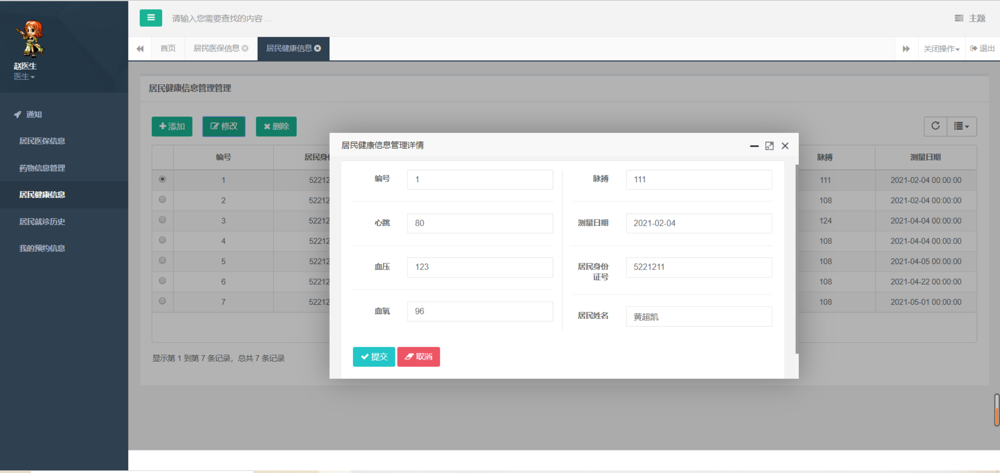 请输入您需要查找的内容 ...
主题
首页
居民医保信息
居民健康信息
关闭操作
退出
赵医生
医生
通知
居民医保信息
药物信息管理
居民健康信息
居民就诊历史
我的预约信息
居民健康信息管理管理
添加
修改
删除
编号 居民身 脉搏 测量日期
1 52212 111 2021-02-04 00:00:00
2 52212 108 2021-02-04 00:00:00
3 52212 124 2021-04-04 00:00:00
4 52212 108 2021-04-04 00:00:00
5 52212 108 2021-04-05 00:00:00
6 52212 108 2021-04-22 00:00:00
7 52212 108 2021-05-01 00:00:00
显示第 1 到第 7 条记录，总共 7 条记录
居民健康信息管理详情
编号 1
心跳 80
血压 123
血氧 96
脉搏 111
测量日期 2021-02-04
居民身份
证号 5221211
居民姓名 黄超凯
提交
取消